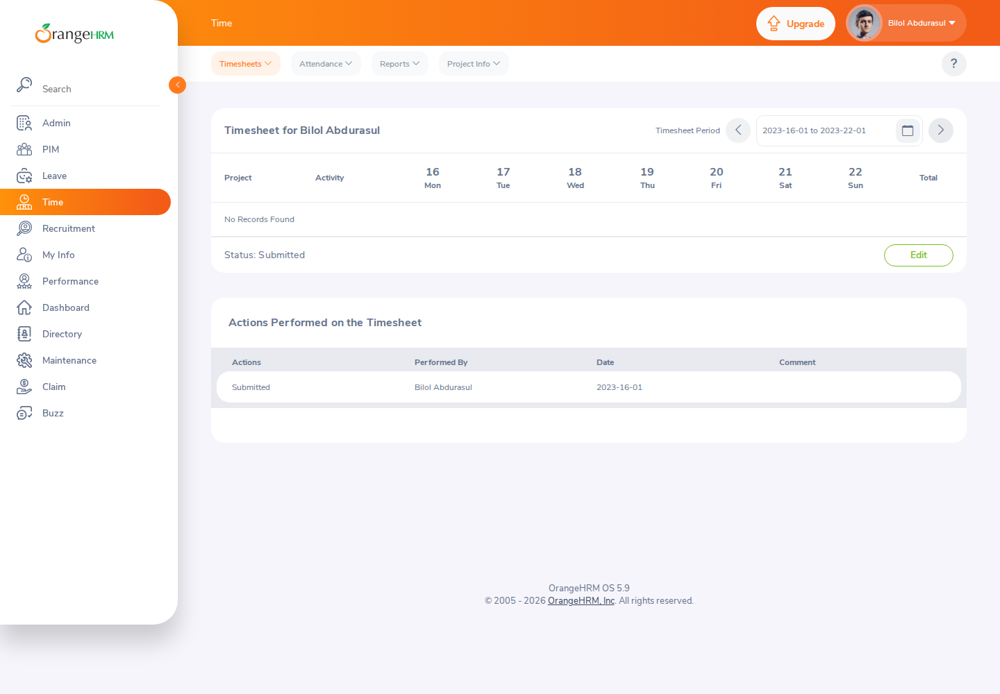 OrangeHRM
Time
Upgrade
Bilol Abdurasul
Timesheets
Attendance
Reports
Project Info
?
Search
Admin
PIM
Leave
Time
Recruitment
My Info
Performance
Dashboard
Directory
Maintenance
Claim
Buzz
Timesheet for Bilol Abdurasul
Timesheet Period
2023-16-01 to 2023-22-01
Project Activity 16 Mon 17 Tue 18 Wed 19 Thu 20 Fri 21 Sat 22 Sun Total
No Records Found
Status: Submitted
Edit
Actions Performed on the Timesheet
Actions Performed By Date Comment
Submitted Bilol Abdurasul 2023-16-01
OrangeHRM OS 5.9
© 2005 - 2026 OrangeHRM, Inc. All rights reserved.